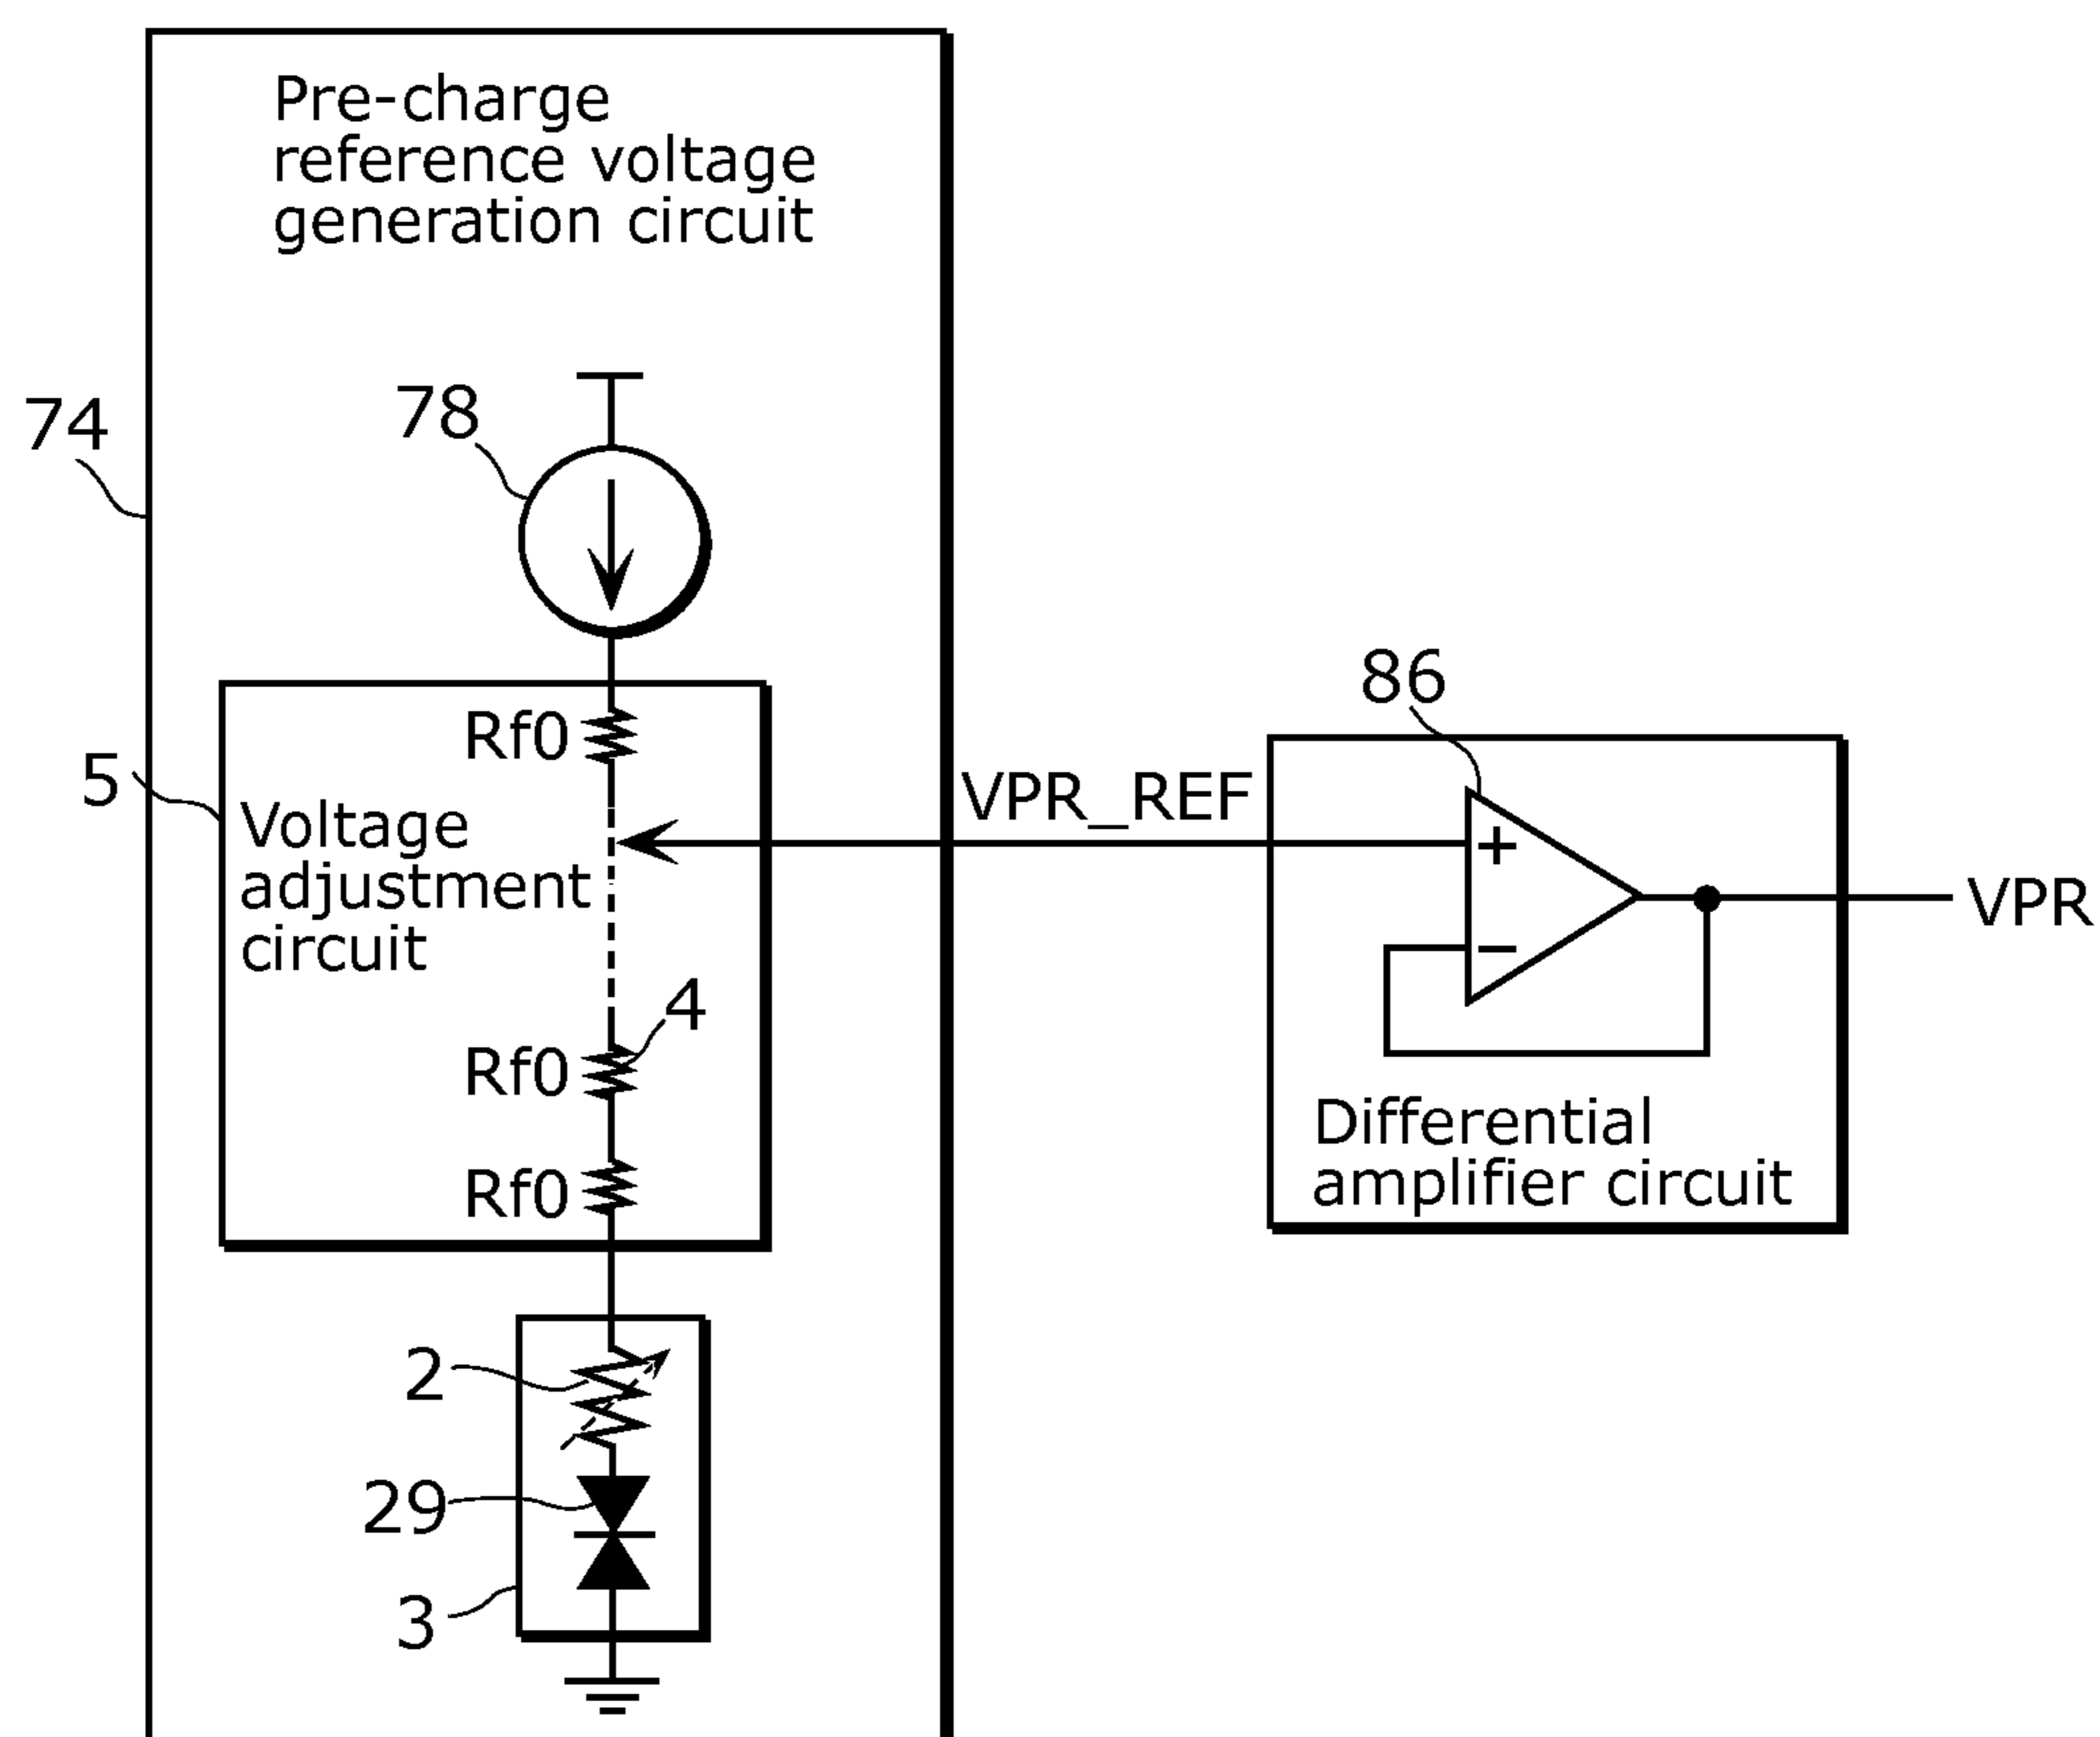 Pre-charge
reference voltage
generation circuit
74
78
86
5
Rf0
Voltage
adjustment
circuit
VPR_REF
+
−
VPR
4
Rf0
Rf0
Differential
amplifier circuit
2
29
3